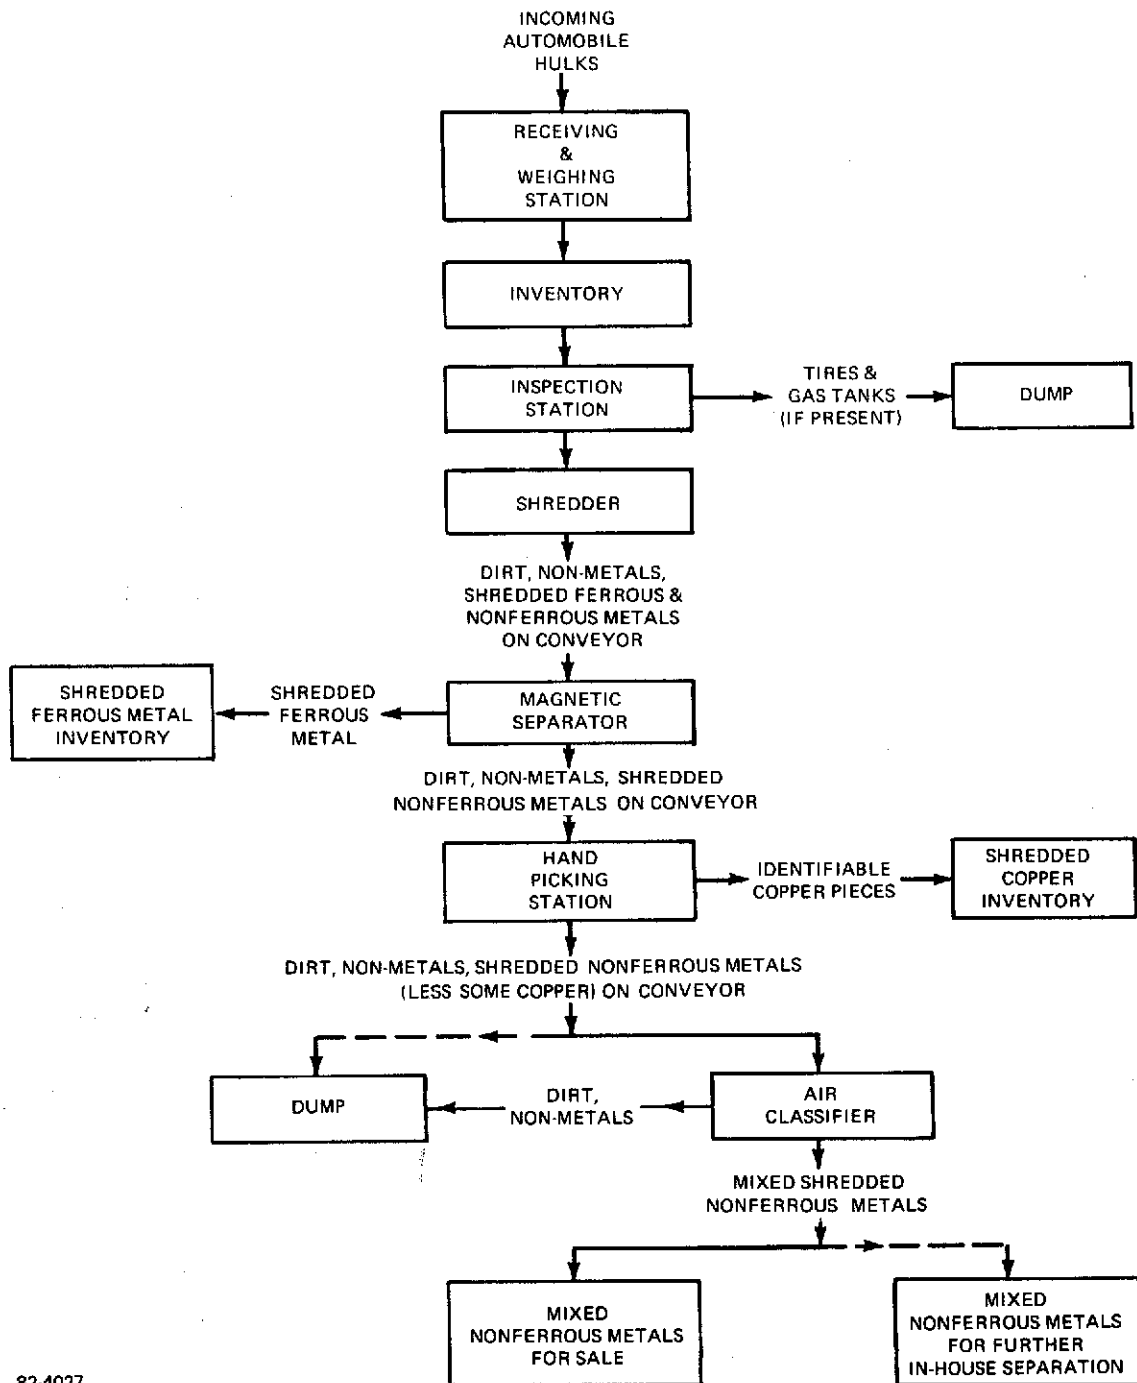 INCOMING
AUTOMOBILE
HULKS
RECEIVING
&
WEIGHING
STATION
INVENTORY
INSPECTION
STATION
TIRES &
GAS TANKS
(IF PRESENT)
DUMP
SHREDDER
DIRT, NON-METALS,
SHREDDED FERROUS &
NONFERROUS METALS
ON CONVEYOR
SHREDDED
FERROUS METAL
INVENTORY
SHREDDED
FERROUS
METAL
MAGNETIC
SEPARATOR
DIRT, NON-METALS, SHREDDED
NONFERROUS METALS ON CONVEYOR
HAND
PICKING
STATION
IDENTIFIABLE
COPPER PIECES
SHREDDED
COPPER
INVENTORY
DIRT, NON-METALS, SHREDDED NONFERROUS METALS
(LESS SOME COPPER) ON CONVEYOR
DUMP
DIRT,
NON-METALS
AIR
CLASSIFIER
MIXED SHREDDED
NONFERROUS METALS
MIXED
NONFERROUS METALS
FOR SALE
MIXED
NONFERROUS METALS
FOR FURTHER
IN-HOUSE SEPARATION